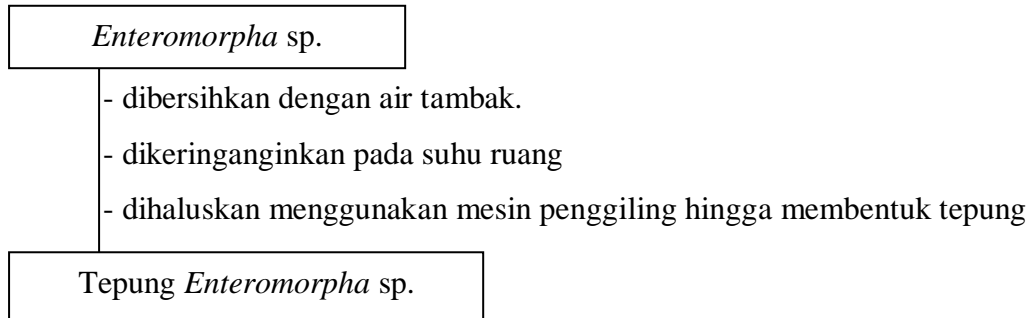 Enteromorpha sp.
- dibersihkan dengan air tambak.
- dikeringanginkan pada suhu ruang
- dihaluskan menggunakan mesin penggiling hingga membentuk tepung
Tepung Enteromorpha sp.